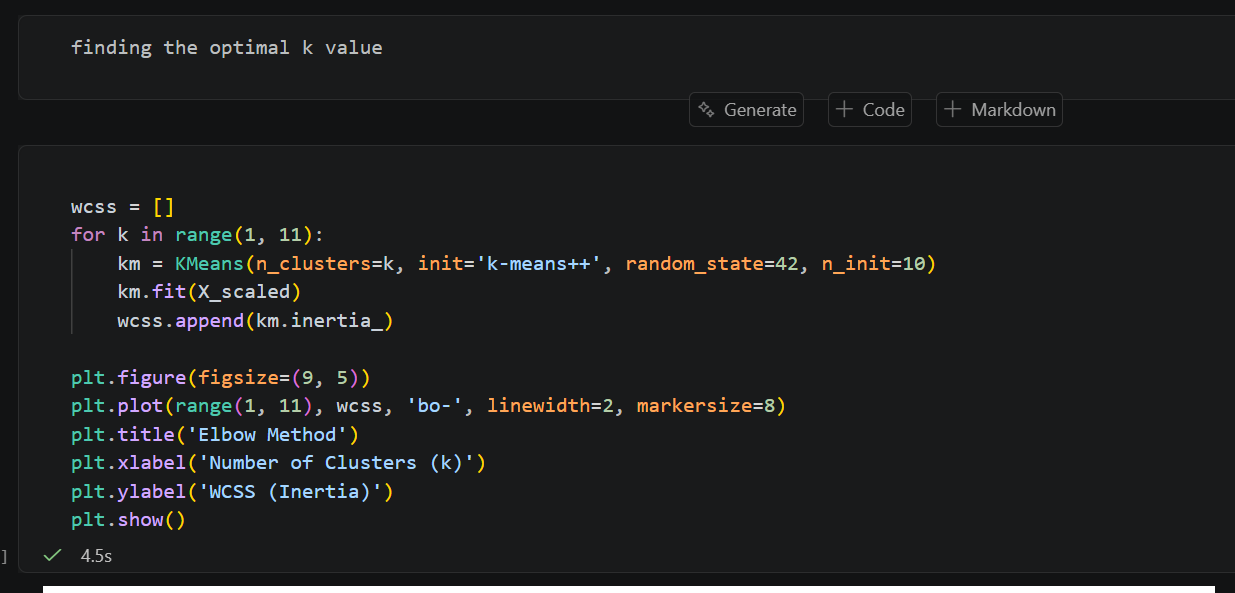 finding the optimal k value
Generate + Code + Markdown
wcss = []
for k in range(1, 11):
    km = KMeans(n_clusters=k, init='k-means++', random_state=42, n_init=10)
    km.fit(X_scaled)
    wcss.append(km.inertia_)
plt.figure(figsize=(9, 5))
plt.plot(range(1, 11), wcss, 'bo-', linewidth=2, markersize=8)
plt.title('Elbow Method')
plt.xlabel('Number of Clusters (k)')
plt.ylabel('WCSS (Inertia)')
plt.show()
] ✓ 4.5s